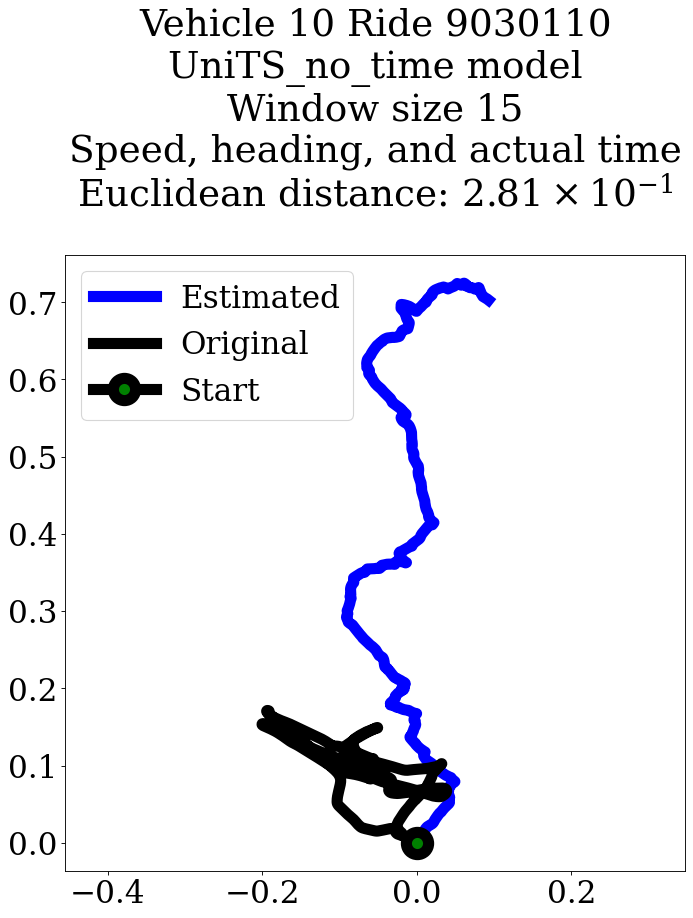 Vehicle 10 Ride 9030110
UniTS_no_time model
Window size 15
Speed, heading, and actual time
Euclidean distance: 2.81 × 10⁻¹
Estimated
Original
Start
0.7
0.6
0.5
0.4
0.3
0.2
0.1
0.0
−0.4 −0.2 0.0 0.2